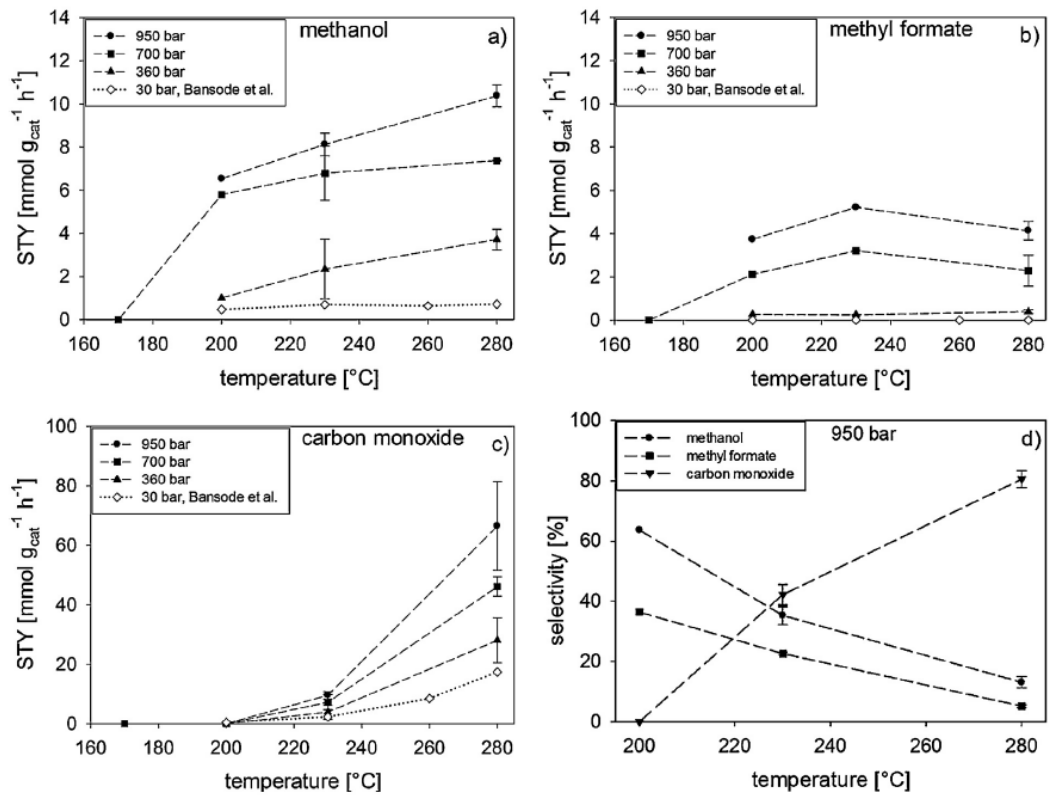 methanol
a)
950 bar
700 bar
360 bar
30 bar, Bansode et al.
STY [mmol g_cat^-1 h^-1]
14
12
10
8
6
4
2
0
160 180 200 220 240 260 280
temperature [°C]
methyl formate
b)
950 bar
700 bar
360 bar
30 bar, Bansode et al.
STY [mmol g_cat^-1 h^-1]
14
12
10
8
6
4
2
0
160 180 200 220 240 260 280
temperature [°C]
carbon monoxide
c)
950 bar
700 bar
360 bar
30 bar, Bansode et al.
STY [mmol g_cat^-1 h^-1]
100
80
60
40
20
0
160 180 200 220 240 260 280
temperature [°C]
950 bar
d)
methanol
methyl formate
carbon monoxide
selectivity [%]
100
80
60
40
20
0
200 220 240 260 280
temperature [°C]